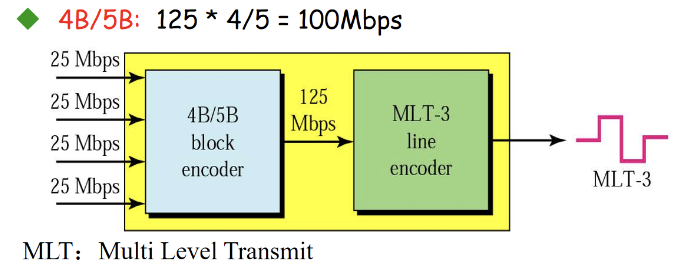 4B/5B: 125 * 4/5 = 100Mbps
25 Mbps
25 Mbps
25 Mbps
25 Mbps
4B/5B
block
encoder
125
Mbps
MLT-3
line
encoder
MLT-3
MLT：Multi Level Transmit